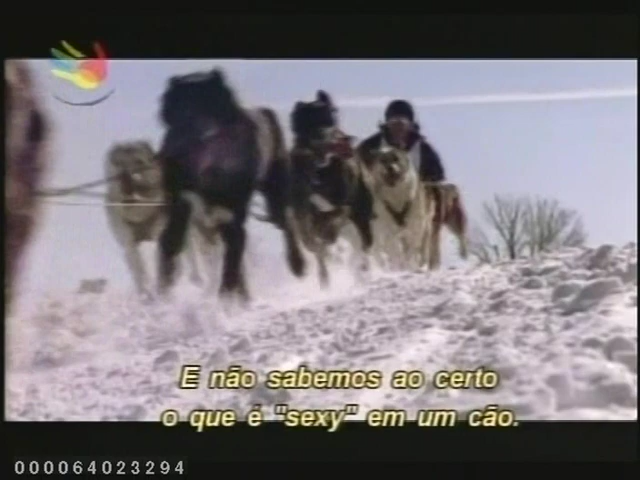 E não sabemos ao certo
o que é "sexy" em um cão.
000064023294